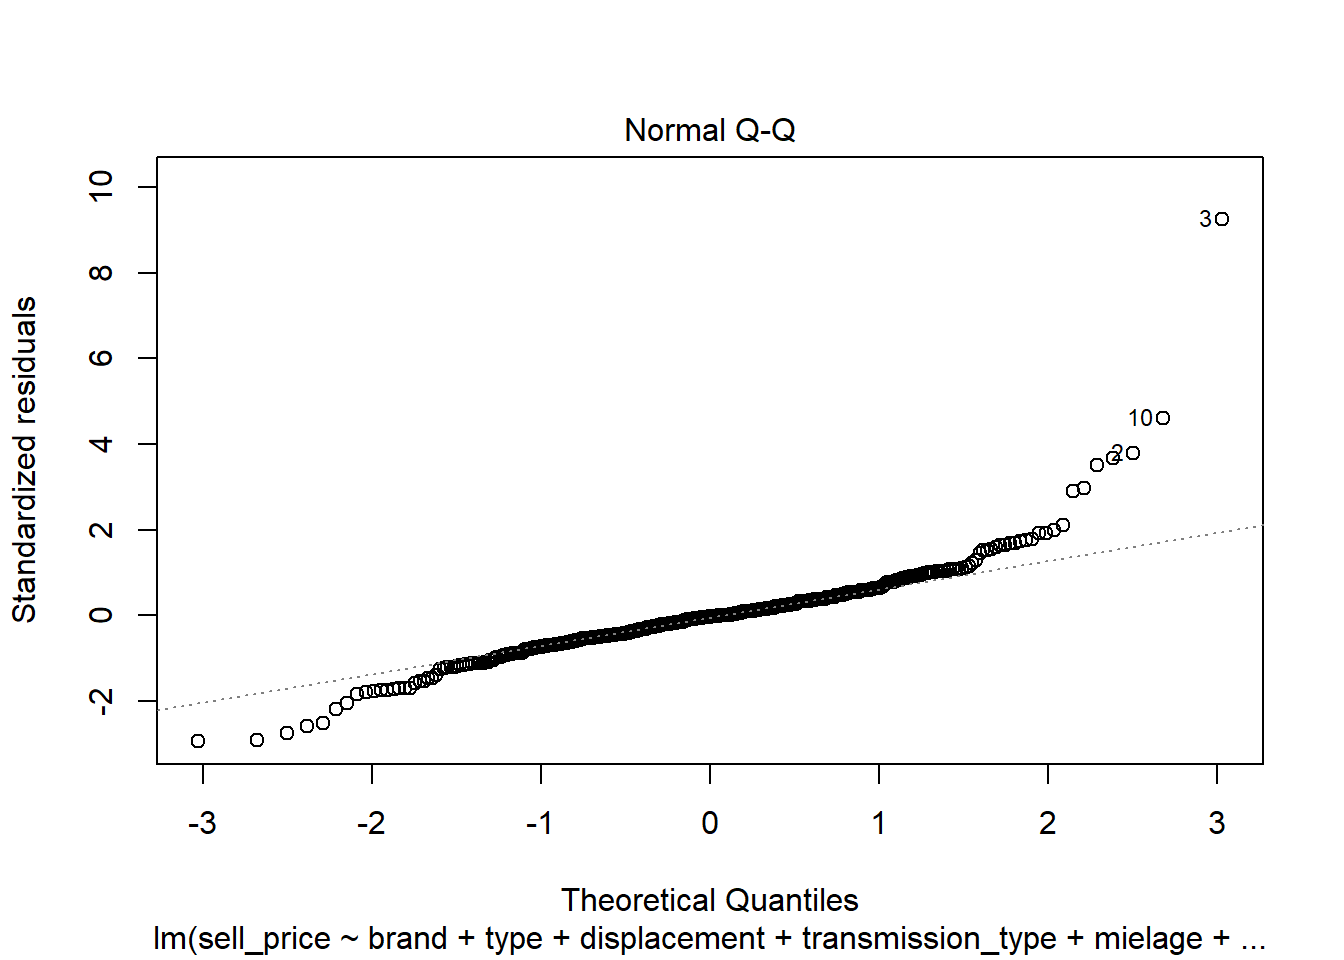 Normal Q-Q
10
8
6
4
2
0
-2
Standardized residuals
3
10
2
-3 -2 -1 0 1 2 3
Theoretical Quantiles
lm(sell_price ~ brand + type + displacement + transmission_type + mielage + ...